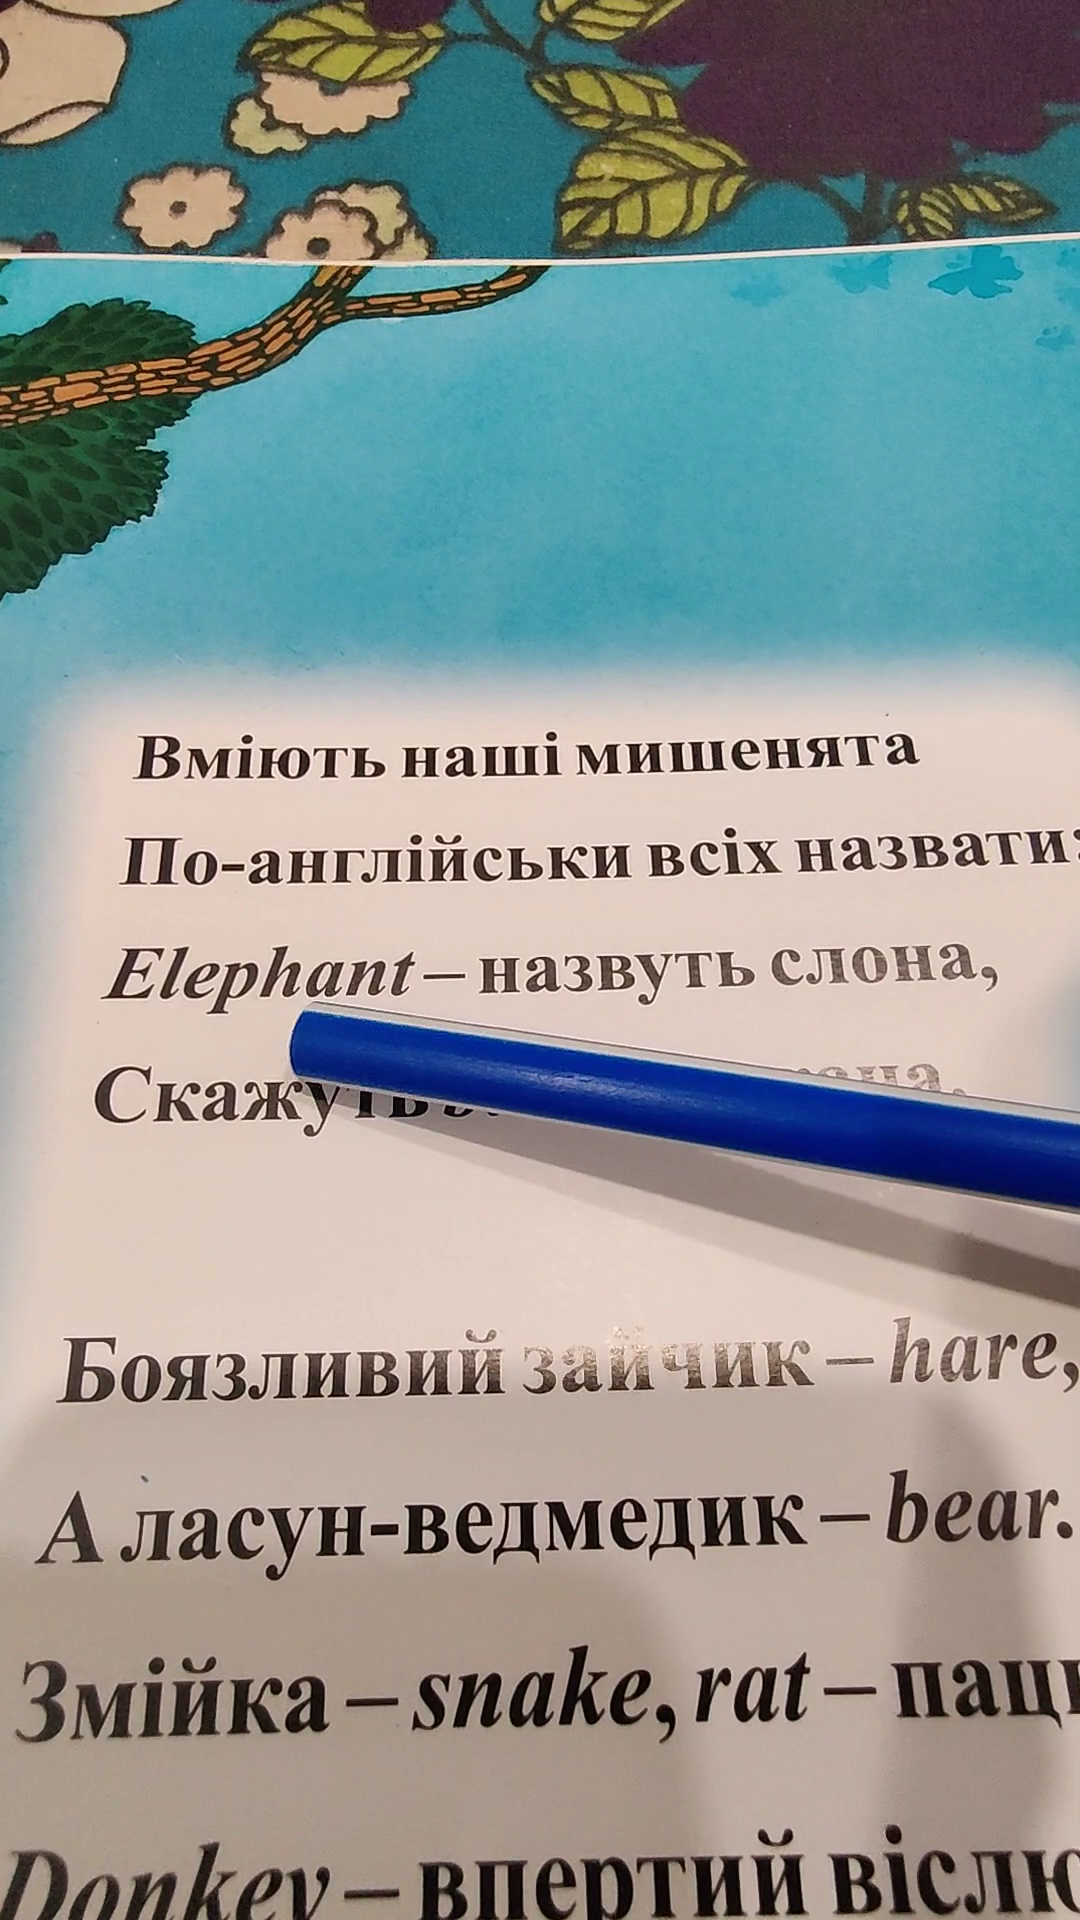 Вміють наші мишенята
По-англійськи всіх назвати:
Elephant – назвуть слона,
Скажуть
Боязливий зайчик – hare,
А ласун-ведмедик – bear.
Змійка – snake, rat –
Donkey – впертий